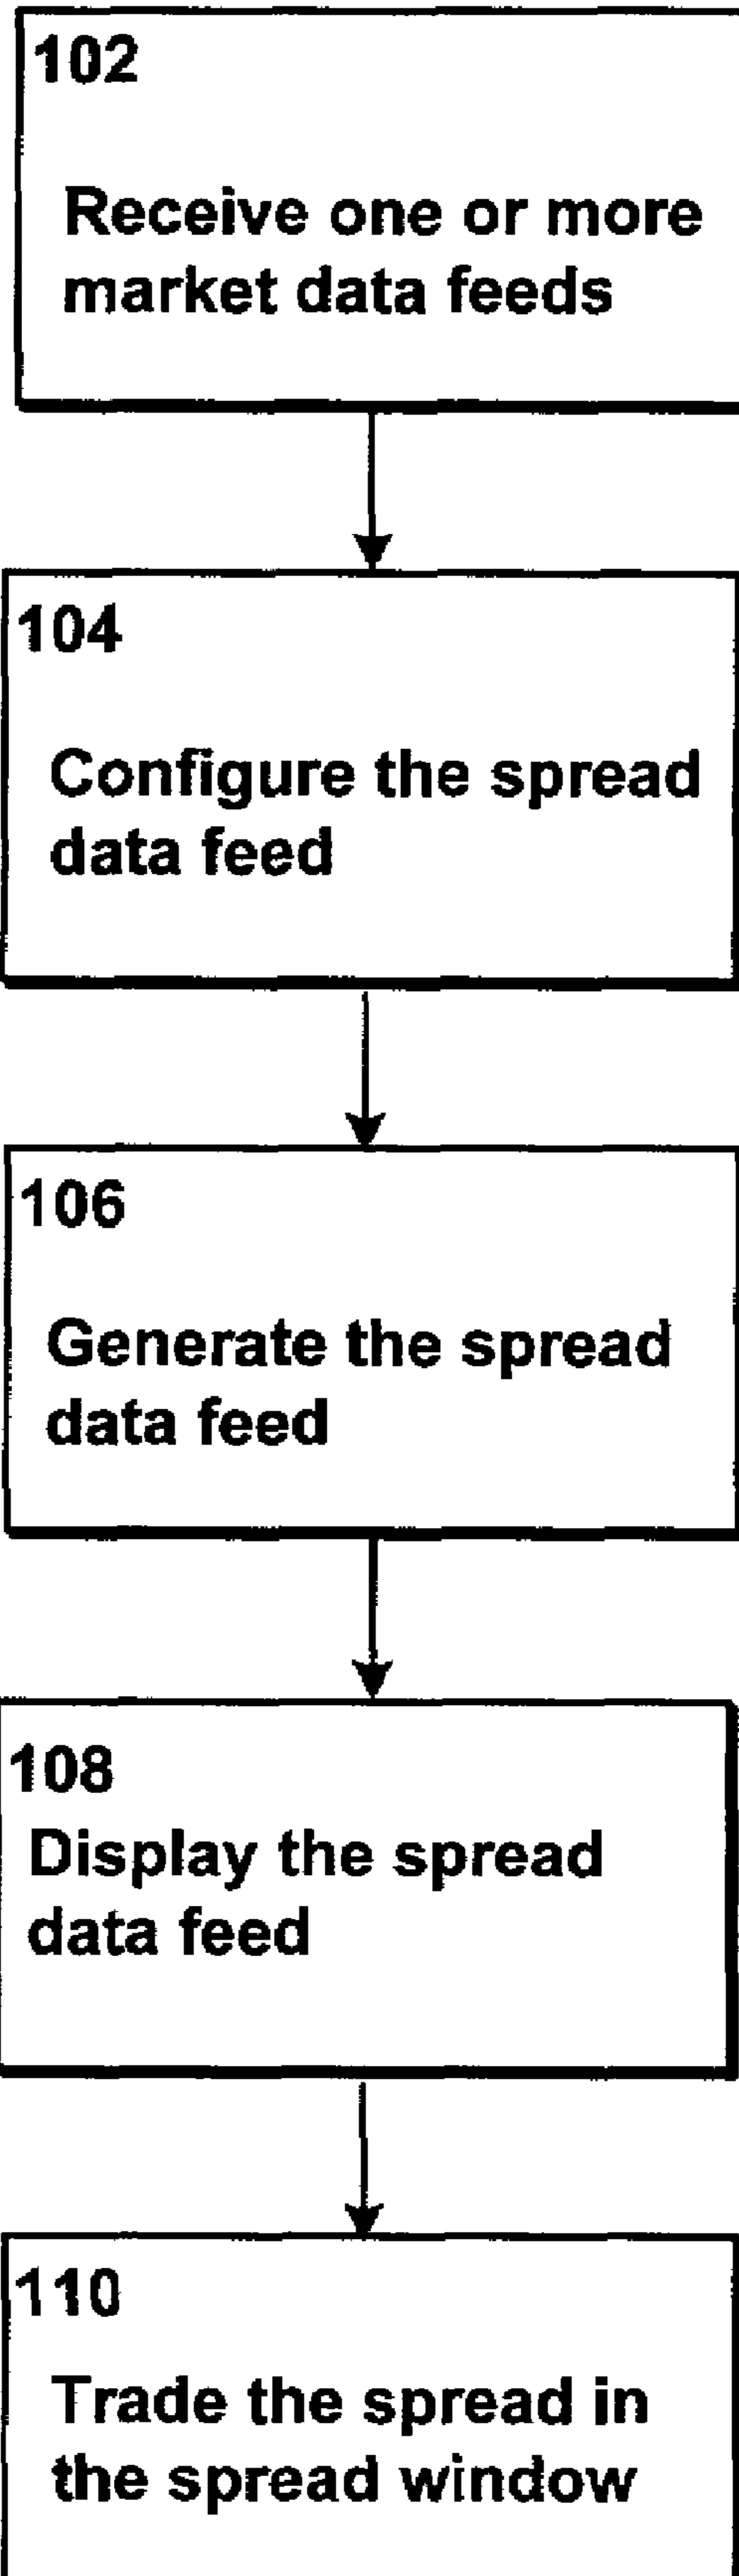 102
Receive one or more
market data feeds
104
Configure the spread
data feed
106
Generate the spread
data feed
108
Display the spread
data feed
110
Trade the spread in
the spread window